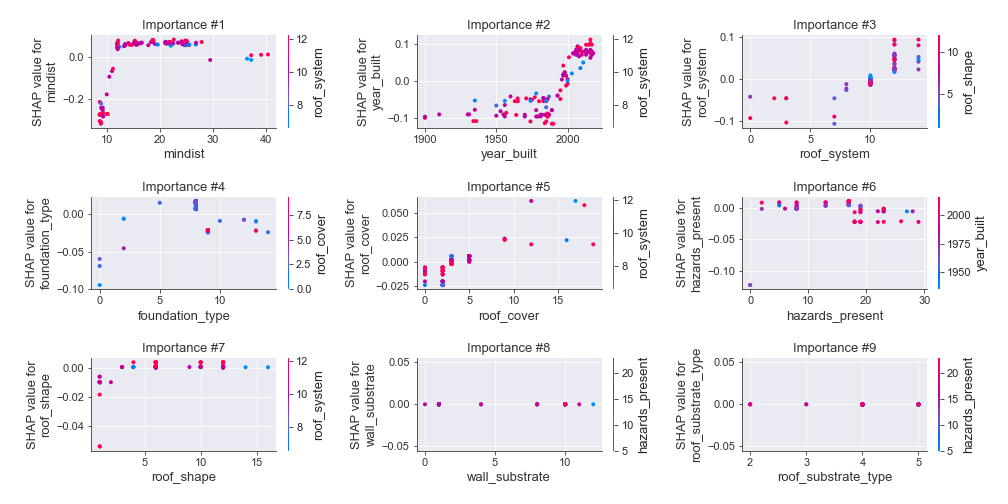 Importance #1
Importance #2
Importance #3
SHAP value for
mindist
0.0
−0.2
10
20
30
40
mindist
12
10
8
roof_system
SHAP value for
year_built
0.1
0.0
−0.1
1900
1950
2000
year_built
12
10
8
roof_system
SHAP value for
roof_system
0.1
0.0
−0.1
0
5
10
roof_system
10
5
roof_shape
Importance #4
Importance #5
Importance #6
SHAP value for
foundation_type
0.00
−0.05
−0.10
0
5
10
foundation_type
7.5
5.0
2.5
0.0
roof_cover
SHAP value for
roof_cover
0.050
0.025
0.000
−0.025
0
5
10
15
roof_cover
12
10
8
roof_system
SHAP value for
hazards_present
0.00
−0.05
−0.10
0
10
20
30
hazards_present
2000
1975
1950
year_built
Importance #7
Importance #8
Importance #9
SHAP value for
roof_shape
0.00
−0.02
−0.04
5
10
15
roof_shape
12
10
8
roof_system
SHAP value for
wall_substrate
0.05
0.00
−0.05
0
5
10
wall_substrate
20
15
10
5
hazards_present
SHAP value for
roof_substrate_type
0.05
0.00
−0.05
2
3
4
5
roof_substrate_type
20
15
10
5
hazards_present